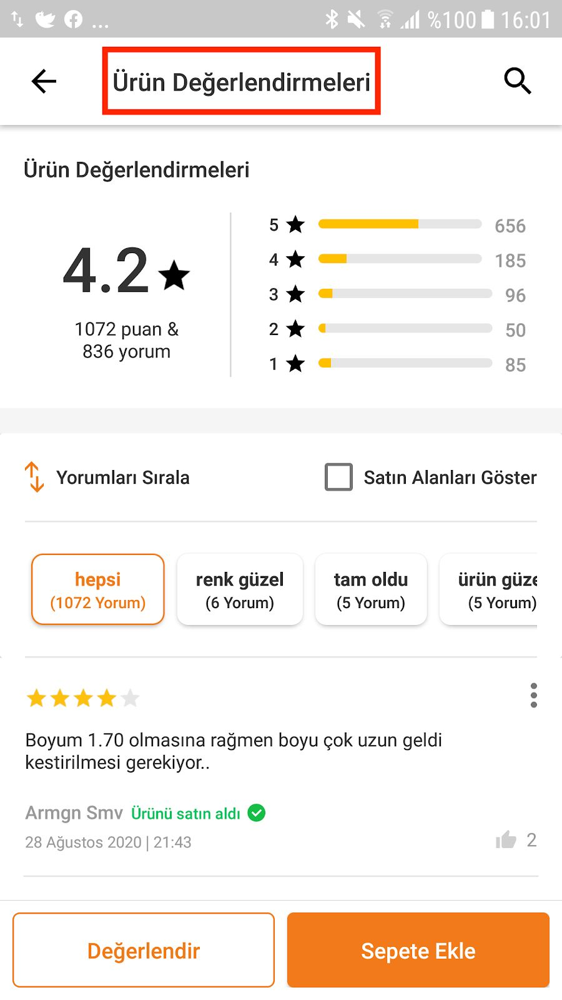 ... %100 16:01
Ürün Değerlendirmeleri
Ürün Değerlendirmeleri
4.2
1072 puan &
836 yorum
5 656
4 185
3 96
2 50
1 85
Yorumları Sırala
Satın Alanları Göster
hepsi
(1072 Yorum)
renk güzel
(6 Yorum)
tam oldu
(5 Yorum)
ürün güze
(5 Yorum)
Boyum 1.70 olmasına rağmen boyu çok uzun geldi
kestirilmesi gerekiyor..
Armgn Smv Ürünü satın aldı
28 Ağustos 2020 | 21:43
2
Değerlendir
Sepete Ekle